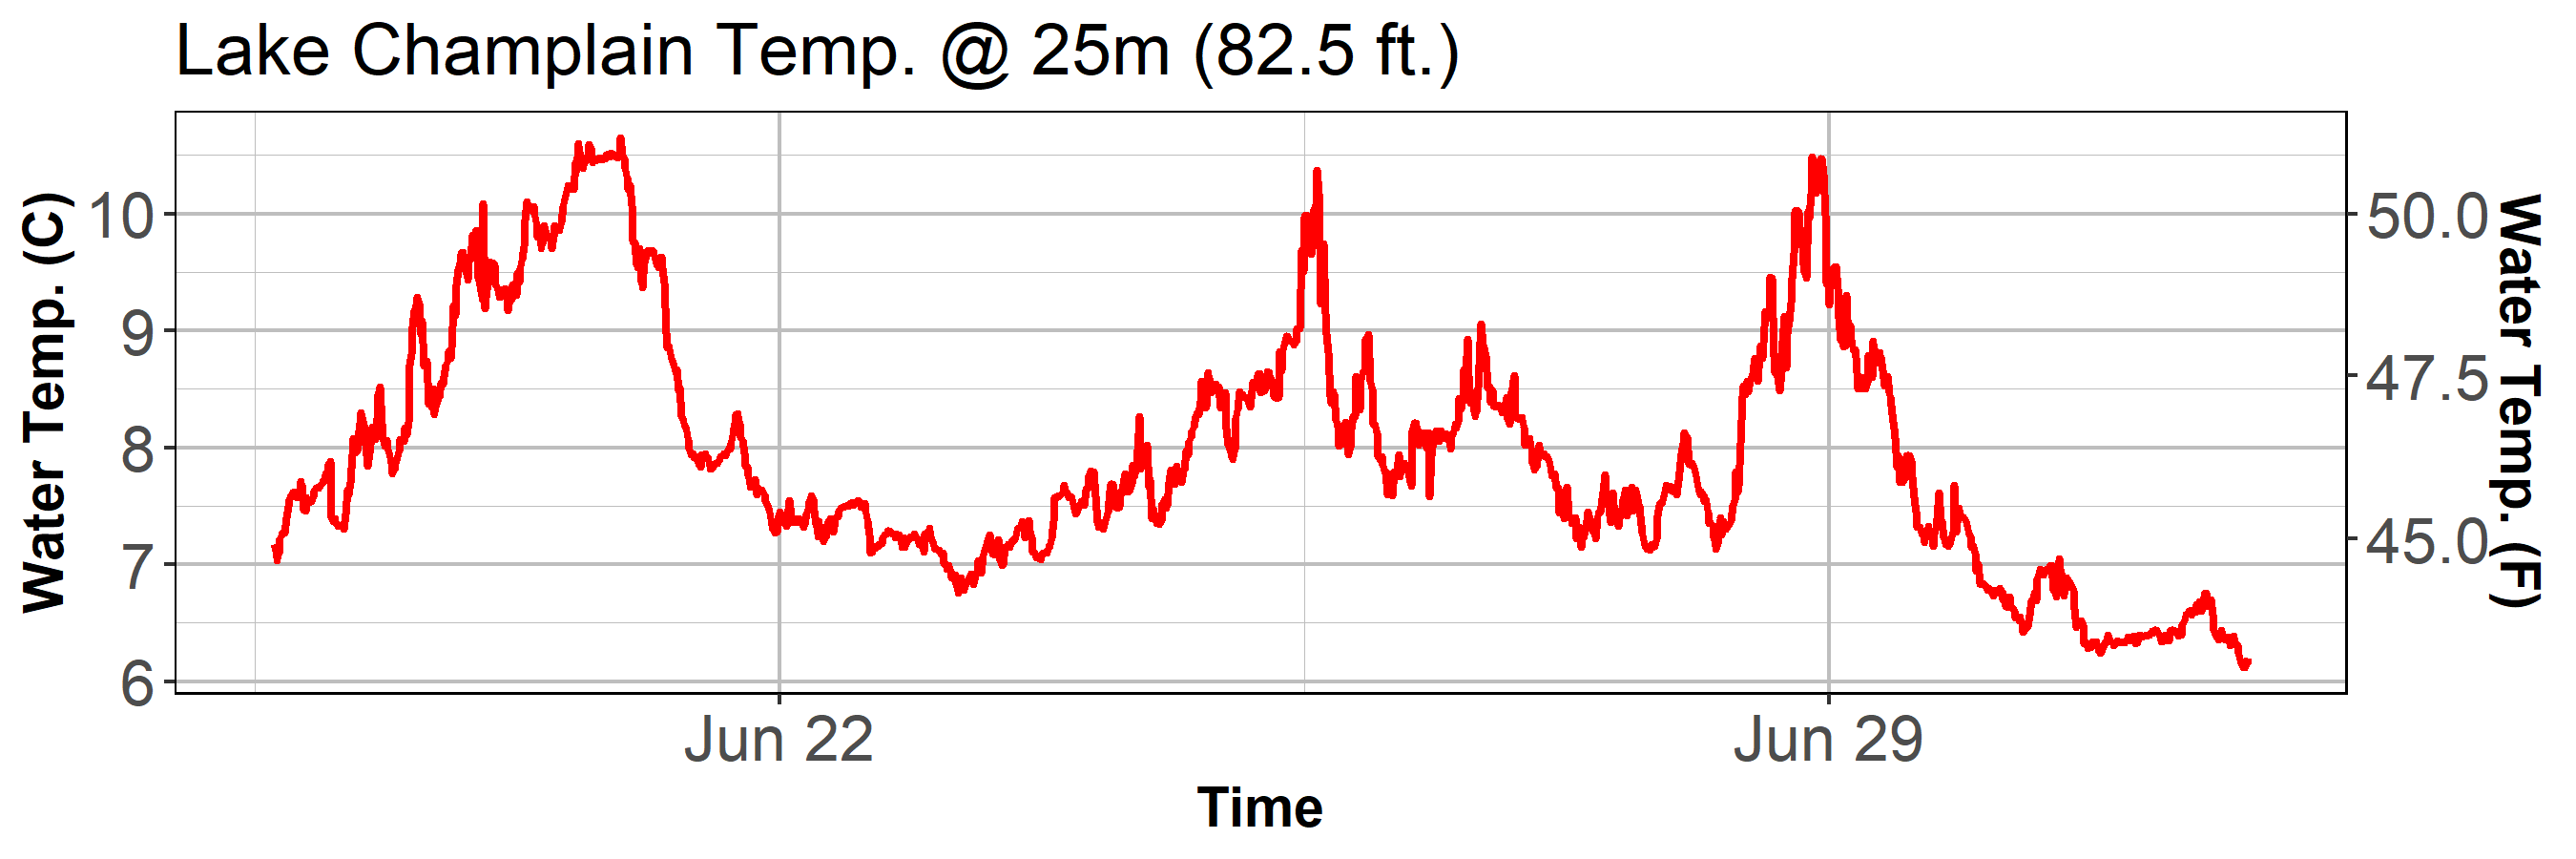 Lake Champlain Temp. @ 25m (82.5 ft.)
Water Temp. (C)
10
9
8
7
6
50.0
47.5
45.0
Water Temp. (F)
Jun 22
Jun 29
Time